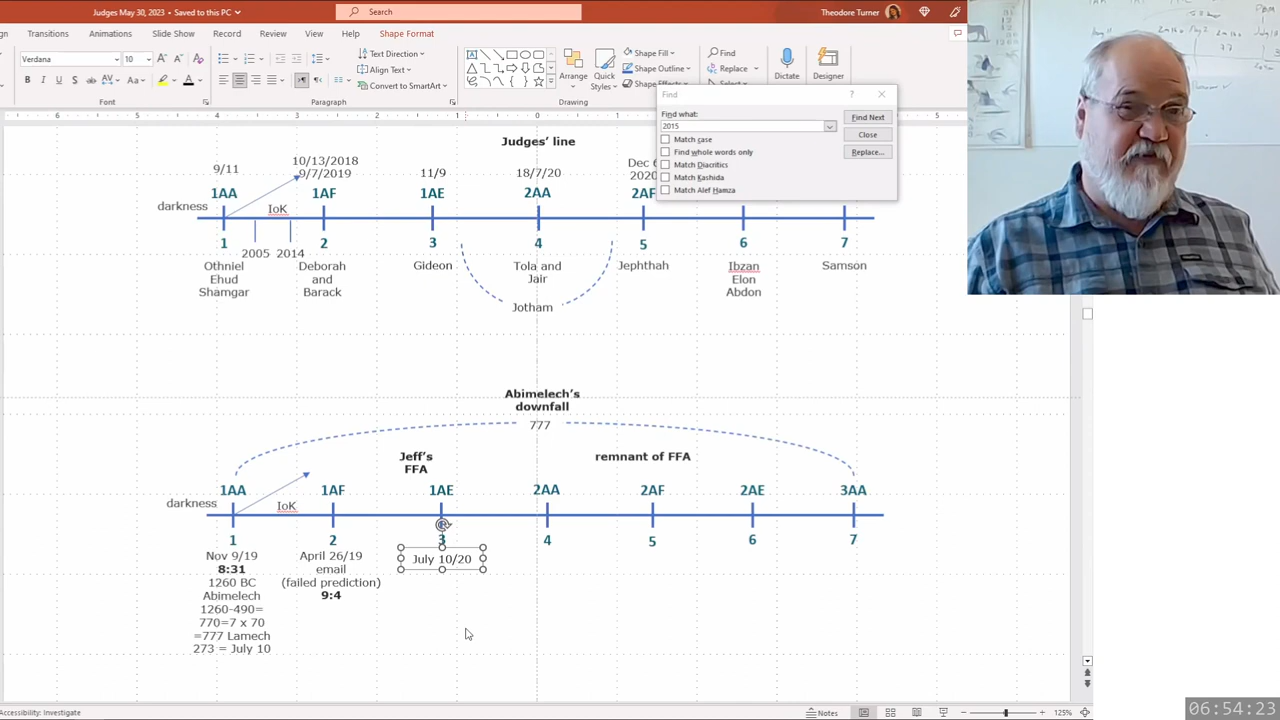 Judges May 30, 2023 • Saved to this PC
Search
Theodore Turner
Transitions
Animations
Slide Show
Record
Review
View
Help
Shape Format
Verdana
10
Text Direction
Align Text
Convert to SmartArt
Font
Paragraph
Arrange
Quick
Styles
Shape Fill
Shape Outline
Shape Effects
Drawing
Find
Replace
Select
Dictate
Designer
Find
Find what:
2015
Match case
Find whole words only
Match Diacritics
Match Kashida
Match Alef Hamza
Find Next
Close
Replace...
Judges’ line
9/11
10/13/2018
9/7/2019
11/9
18/7/20
Dec 6
2020
1AA
1AF
1AE
2AA
2AF
darkness
IoK
1
2
3
4
5
6
7
2005
2014
Othniel
Ehud
Shamgar
Deborah
and
Barack
Gideon
Tola and
Jair
Jephthah
Ibzan
Elon
Abdon
Samson
Jotham
Abimelech’s
downfall
777
Jeff’s
FFA
remnant of FFA
1AA
1AF
1AE
2AA
2AF
2AE
3AA
darkness
IoK
1
2
3
4
5
6
7
Nov 9/19
8:31
1260 BC
Abimelech
1260-490=
770=7 x 70
=777 Lamech
273 = July 10
April 26/19
email
(failed prediction)
9:4
July 10/20
Accessibility: Investigate
Notes
125%
06:54:23